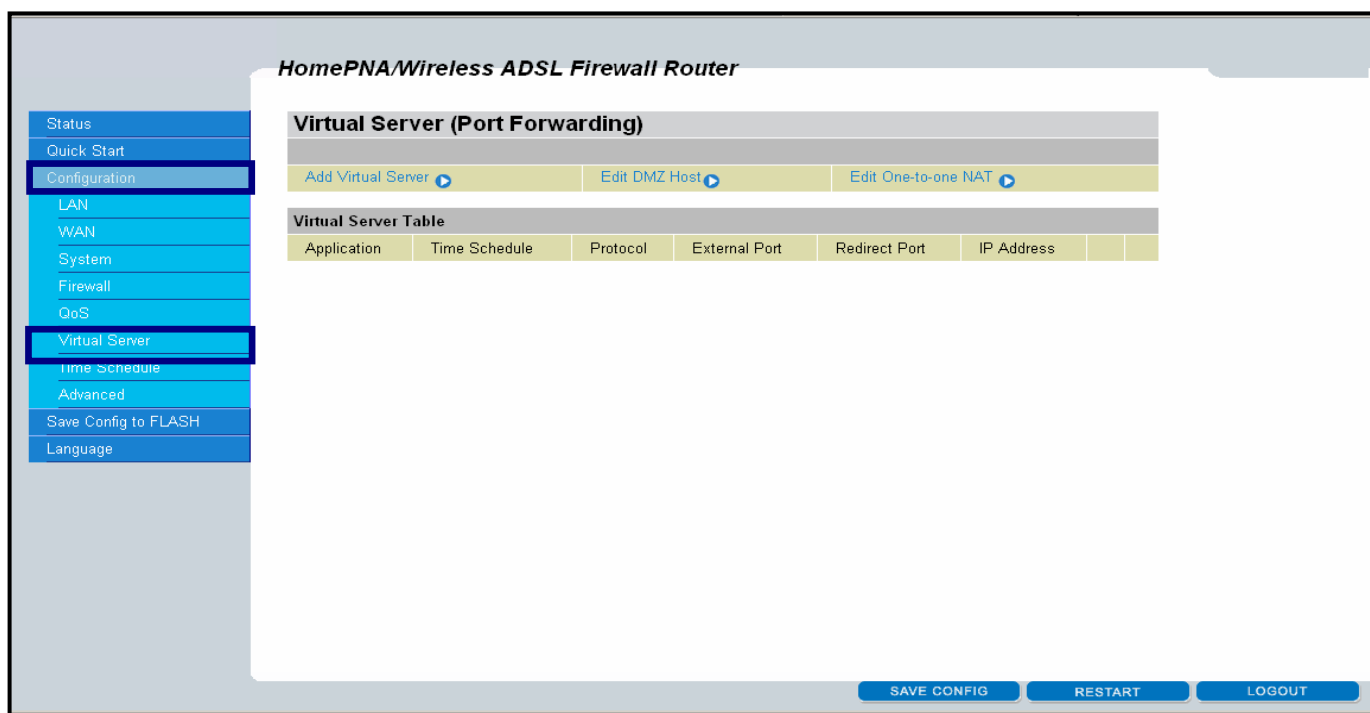 HomePNA/Wireless ADSL Firewall Router
Status
Quick Start
Configuration
LAN
WAN
System
Firewall
QoS
Virtual Server
Time Schedule
Advanced
Save Config to FLASH
Language
Virtual Server (Port Forwarding)
Add Virtual Server Edit DMZ Host Edit One-to-one NAT
Virtual Server Table
Application Time Schedule Protocol External Port Redirect Port IP Address
SAVE CONFIG RESTART LOGOUT